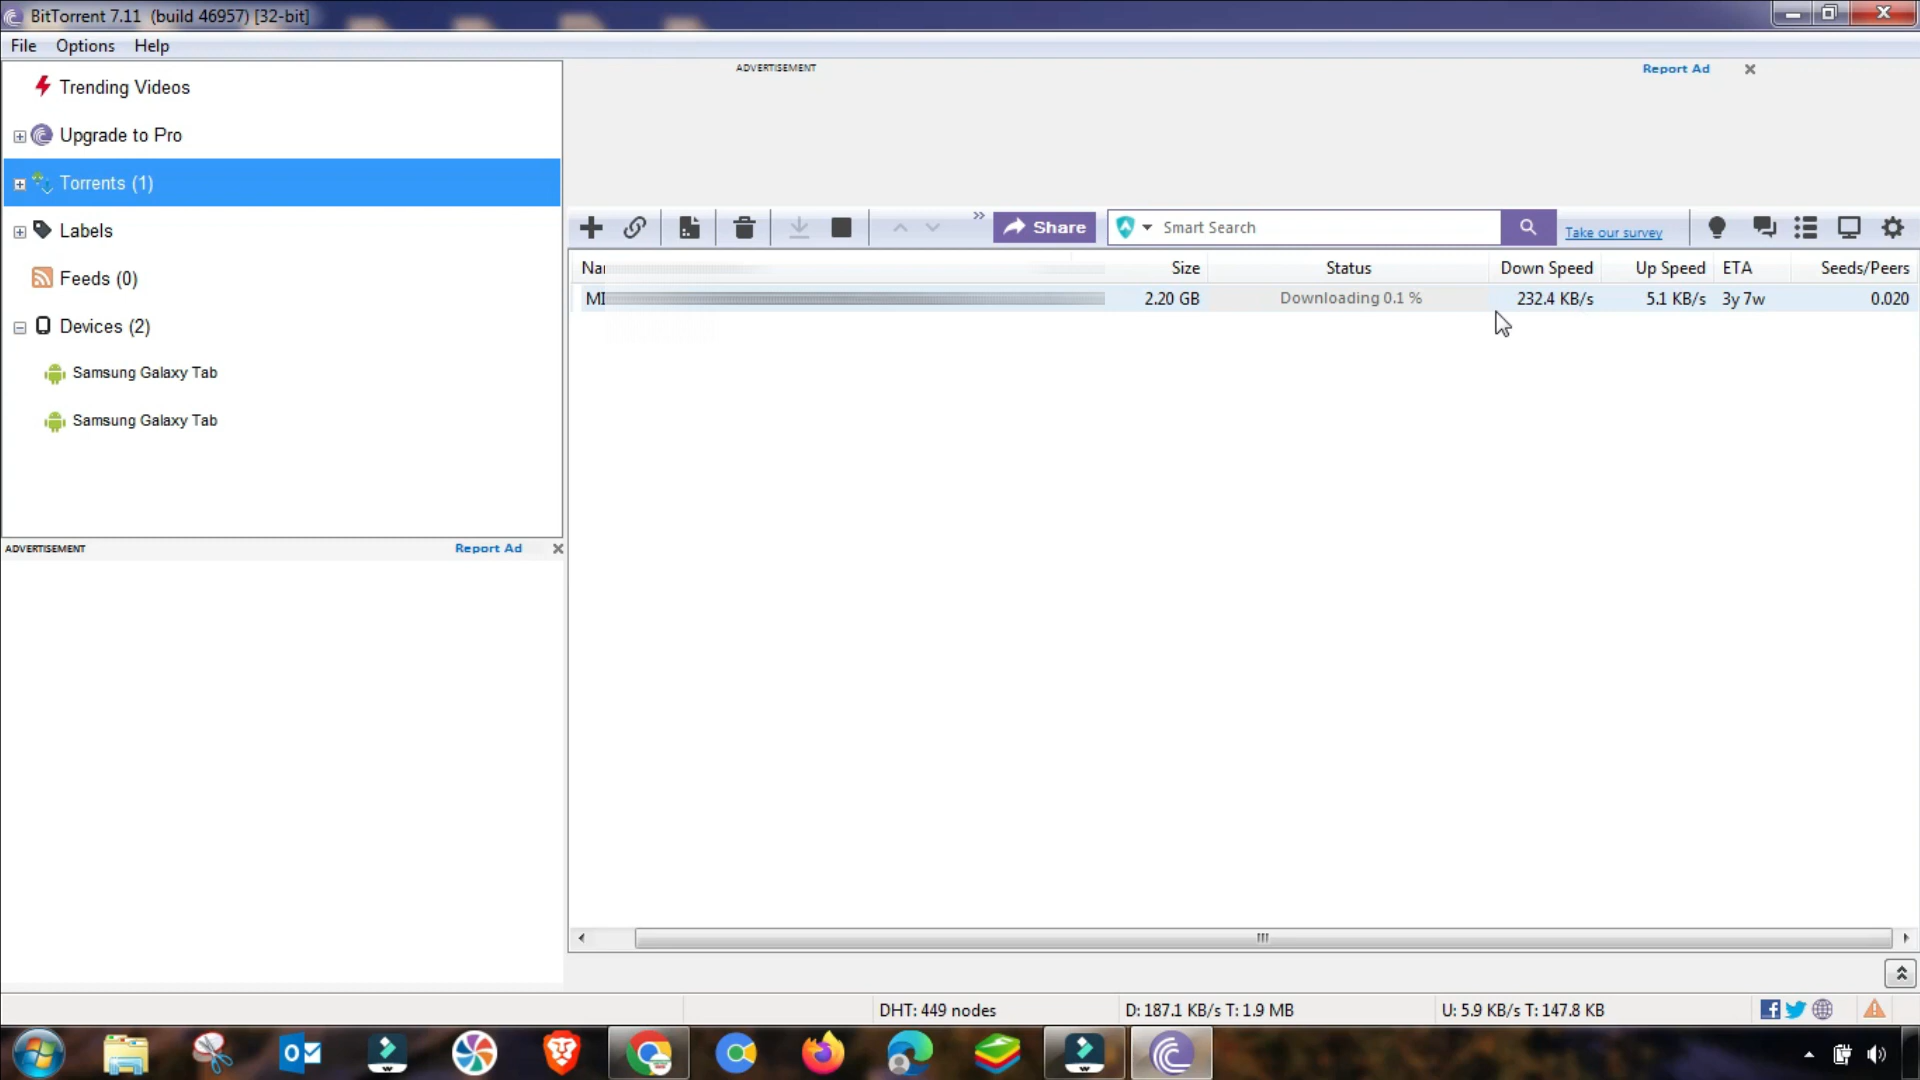 BitTorrent 7.11 (build 46957) [32-bit]
File Options Help
ADVERTISEMENT
Report Ad
Trending Videos
Upgrade to Pro
Torrents (1)
Labels
Feeds (0)
Devices (2)
Samsung Galaxy Tab
Samsung Galaxy Tab
ADVERTISEMENT Report Ad
Share
Smart Search
Take our survey
Size Status Down Speed Up Speed ETA Seeds/Peers
2.20 GB Downloading 0.1 % 232.4 KB/s 5.1 KB/s 3y 7w 0.020
DHT: 449 nodes D: 187.1 KB/s T: 1.9 MB U: 5.9 KB/s T: 147.8 KB